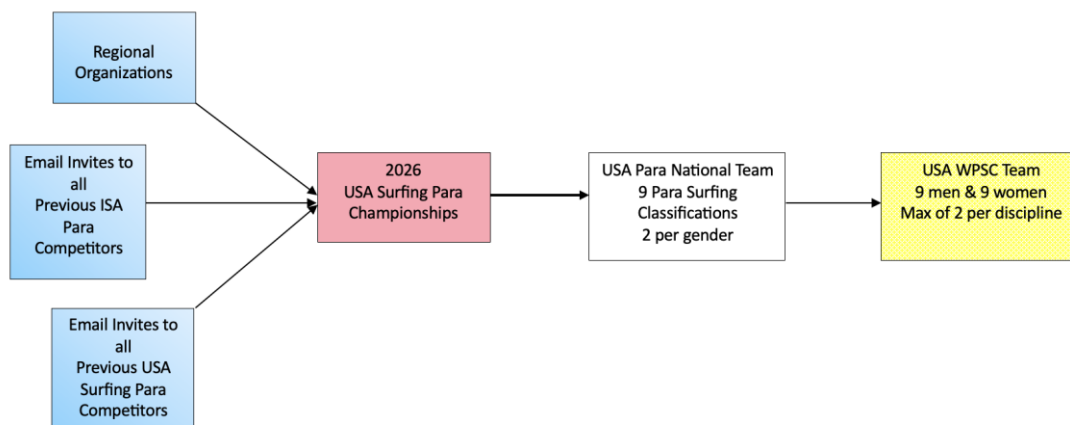 Regional
Organizations
Email Invites to
all
Previous ISA
Para
Competitors
Email Invites to
all
Previous USA
Surfing Para
Competitors
2026
USA Surfing Para
Championships
USA Para National Team
9 Para Surfing
Classifications
2 per gender
USA WPSC Team
9 men & 9 women
Max of 2 per discipline